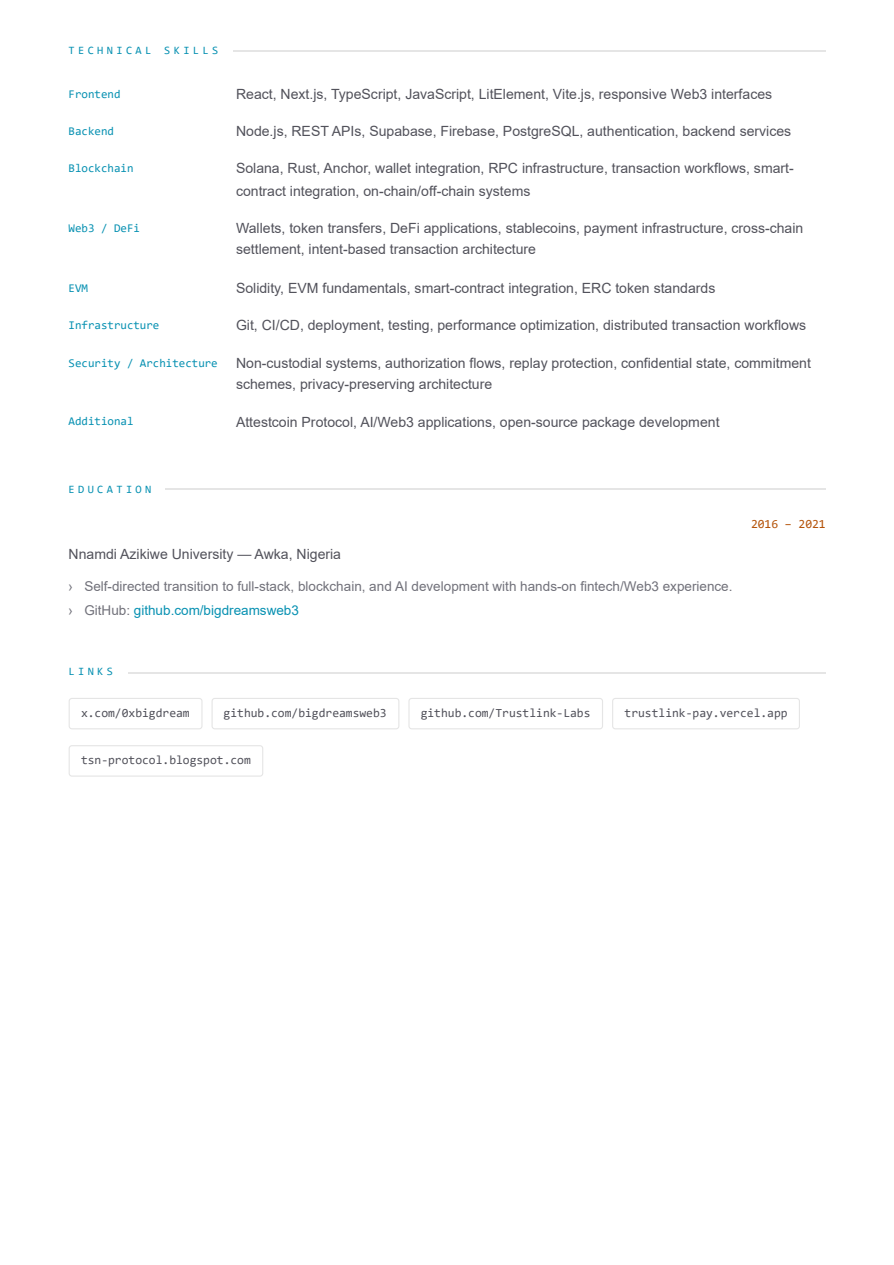 TECHNICAL SKILLS
Frontend React, Next.js, TypeScript, JavaScript, LitElement, Vite.js, responsive Web3 interfaces
Backend Node.js, REST APIs, Supabase, Firebase, PostgreSQL, authentication, backend services
Blockchain Solana, Rust, Anchor, wallet integration, RPC infrastructure, transaction workflows, smart-
contract integration, on-chain/off-chain systems
Web3 / DeFi Wallets, token transfers, DeFi applications, stablecoins, payment infrastructure, cross-chain
settlement, intent-based transaction architecture
EVM Solidity, EVM fundamentals, smart-contract integration, ERC token standards
Infrastructure Git, CI/CD, deployment, testing, performance optimization, distributed transaction workflows
Security / Architecture Non-custodial systems, authorization flows, replay protection, confidential state, commitment
schemes, privacy-preserving architecture
Additional Attestcoin Protocol, AI/Web3 applications, open-source package development
EDUCATION
2016 – 2021
Nnamdi Azikiwe University — Awka, Nigeria
› Self-directed transition to full-stack, blockchain, and AI development with hands-on fintech/Web3 experience.
› GitHub: github.com/bigdreamsweb3
LINKS
x.com/0xbigdream github.com/bigdreamsweb3 github.com/Trustlink-Labs trustlink-pay.vercel.app
tsn-protocol.blogspot.com